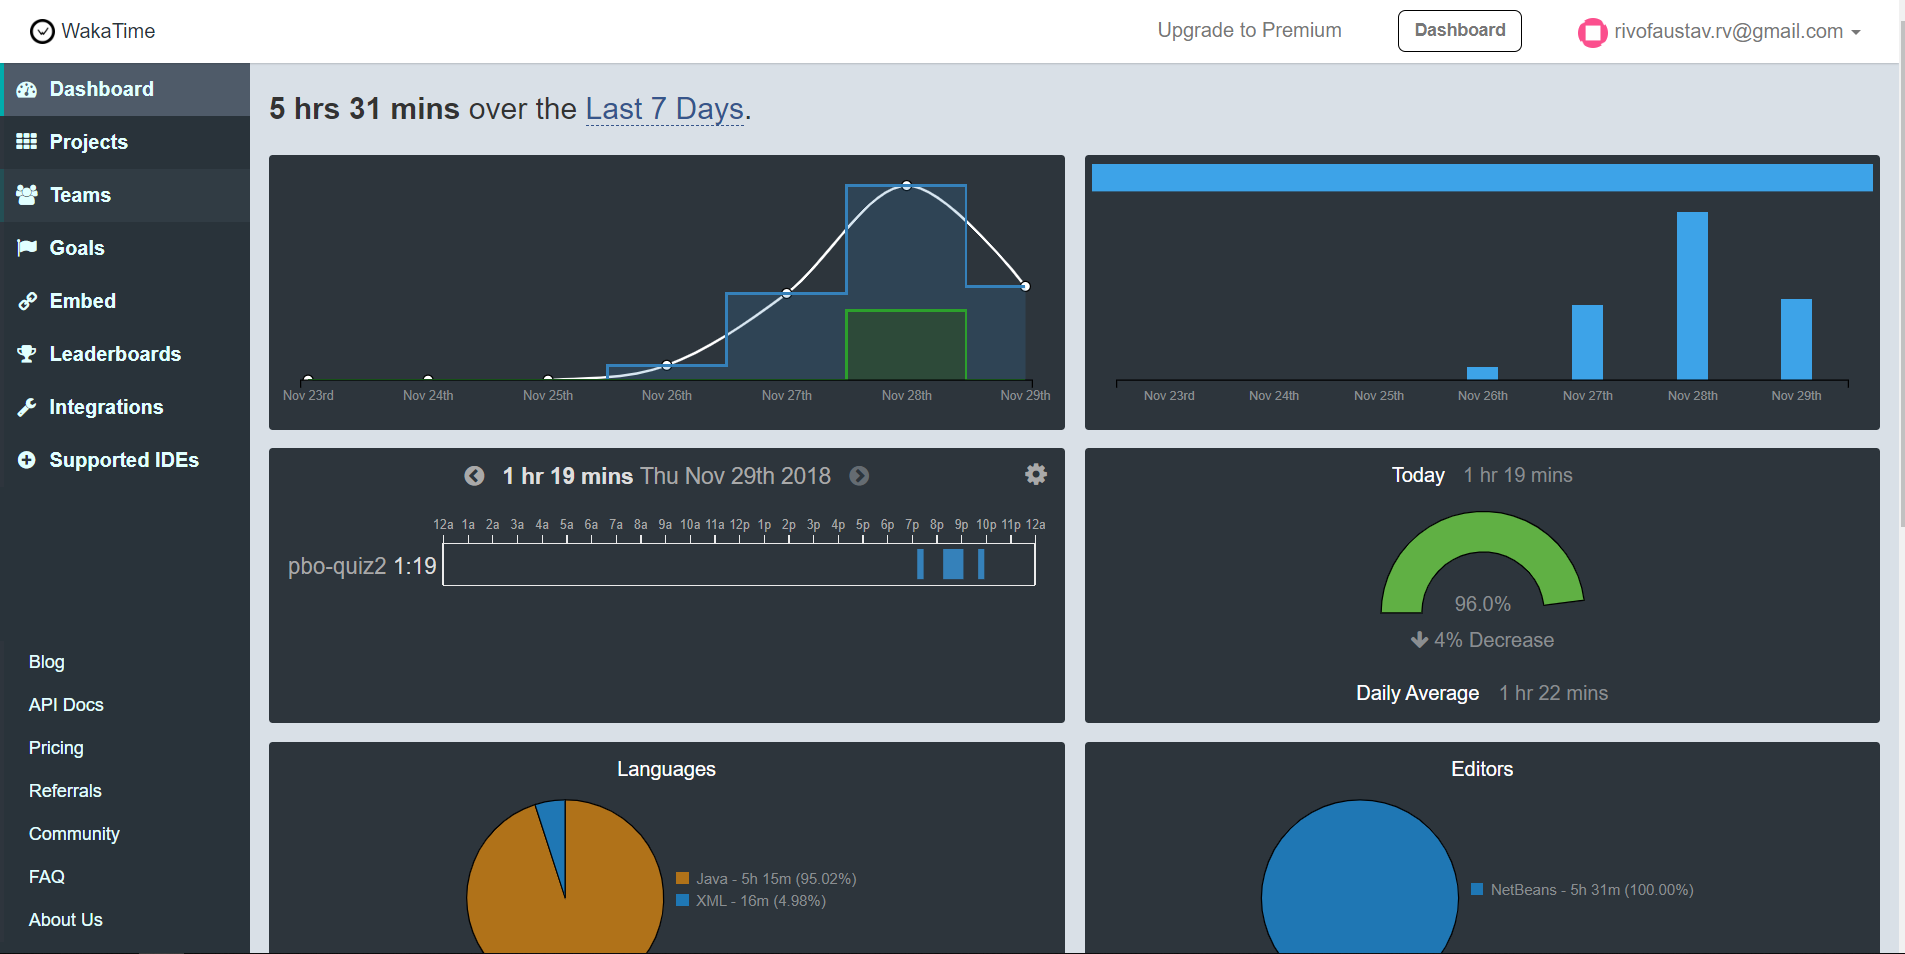 WakaTime
Upgrade to Premium
Dashboard
rivofaustav.rv@gmail.com
Dashboard
Projects
Teams
Goals
Embed
Leaderboards
Integrations
Supported IDEs
Blog
API Docs
Pricing
Referrals
Community
FAQ
About Us
5 hrs 31 mins over the Last 7 Days.
Nov 23rd Nov 24th Nov 25th Nov 26th Nov 27th Nov 28th Nov 29th
Nov 23rd Nov 24th Nov 25th Nov 26th Nov 27th Nov 28th Nov 29th
1 hr 19 mins Thu Nov 29th 2018
12a 1a 2a 3a 4a 5a 6a 7a 8a 9a 10a 11a 12p 1p 2p 3p 4p 5p 6p 7p 8p 9p 10p 11p 12a
pbo-quiz2 1:19
Today 1 hr 19 mins
96.0%
4% Decrease
Daily Average 1 hr 22 mins
Languages
Java - 5h 15m (95.02%)
XML - 16m (4.98%)
Editors
NetBeans - 5h 31m (100.00%)